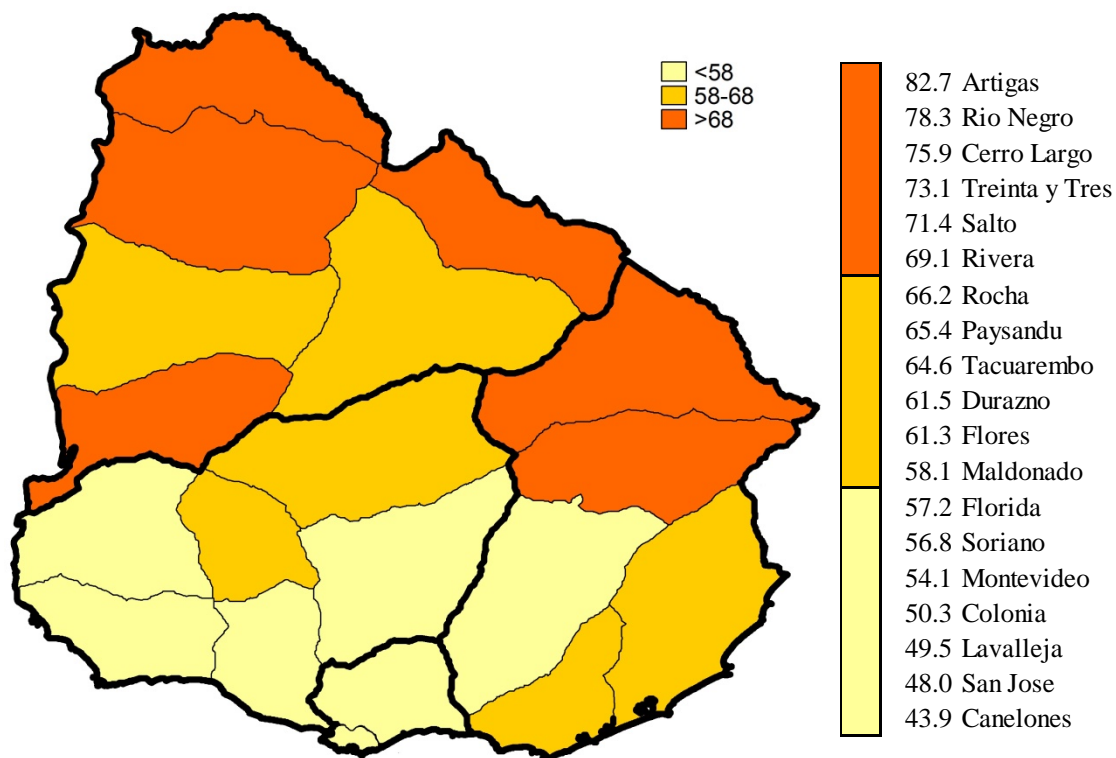 <58
58-68
>68
82.7 Artigas
78.3 Rio Negro
75.9 Cerro Largo
73.1 Treinta y Tres
71.4 Salto
69.1 Rivera
66.2 Rocha
65.4 Paysandu
64.6 Tacuarembo
61.5 Durazno
61.3 Flores
58.1 Maldonado
57.2 Florida
56.8 Soriano
54.1 Montevideo
50.3 Colonia
49.5 Lavalleja
48.0 San Jose
43.9 Canelones